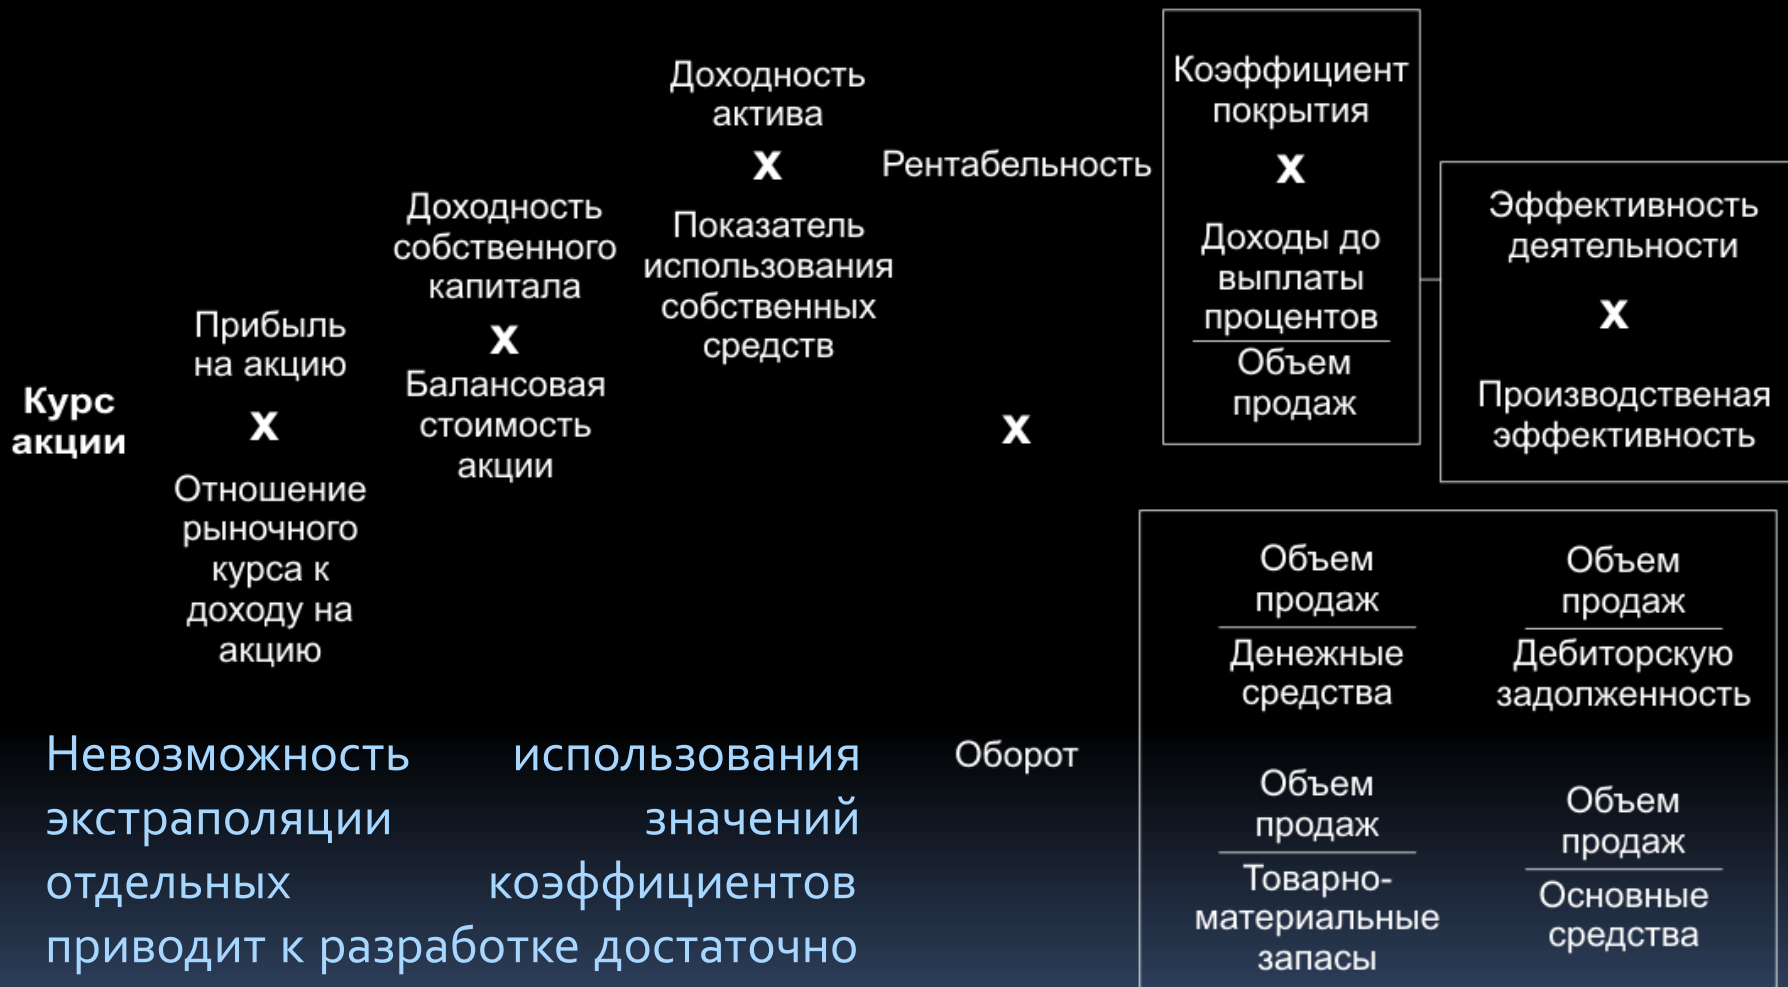 Курс
акции
Прибыль
на акцию
x
Отношение
рыночного
курса к
доходу на
акцию
Доходность
собственного
капитала
x
Балансовая
стоимость
акции
Доходность
актива
x
Показатель
использования
собственных
средств
Рентабельность
x
Оборот
Коэффициент
покрытия
x
Доходы до
выплаты
процентов
Объем
продаж
Эффективность
деятельности
x
Производственая
эффективность
Объем
продаж
Денежные
средства
Объем
продаж
Дебиторскую
задолженность
Объем
продаж
Товарно-
материальные
запасы
Объем
продаж
Основные
средства
Невозможность использования
экстраполяции значений
отдельных коэффициентов
приводит к разработке достаточно